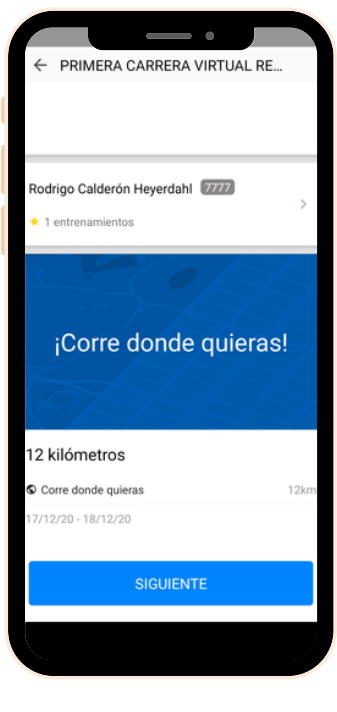 PRIMERA CARRERA VIRTUAL RE...
Rodrigo Calderón Heyerdahl 7777
1 entrenamientos
¡Corre donde quieras!
12 kilómetros
Corre donde quieras 12km
17/12/20 - 18/12/20
SIGUIENTE